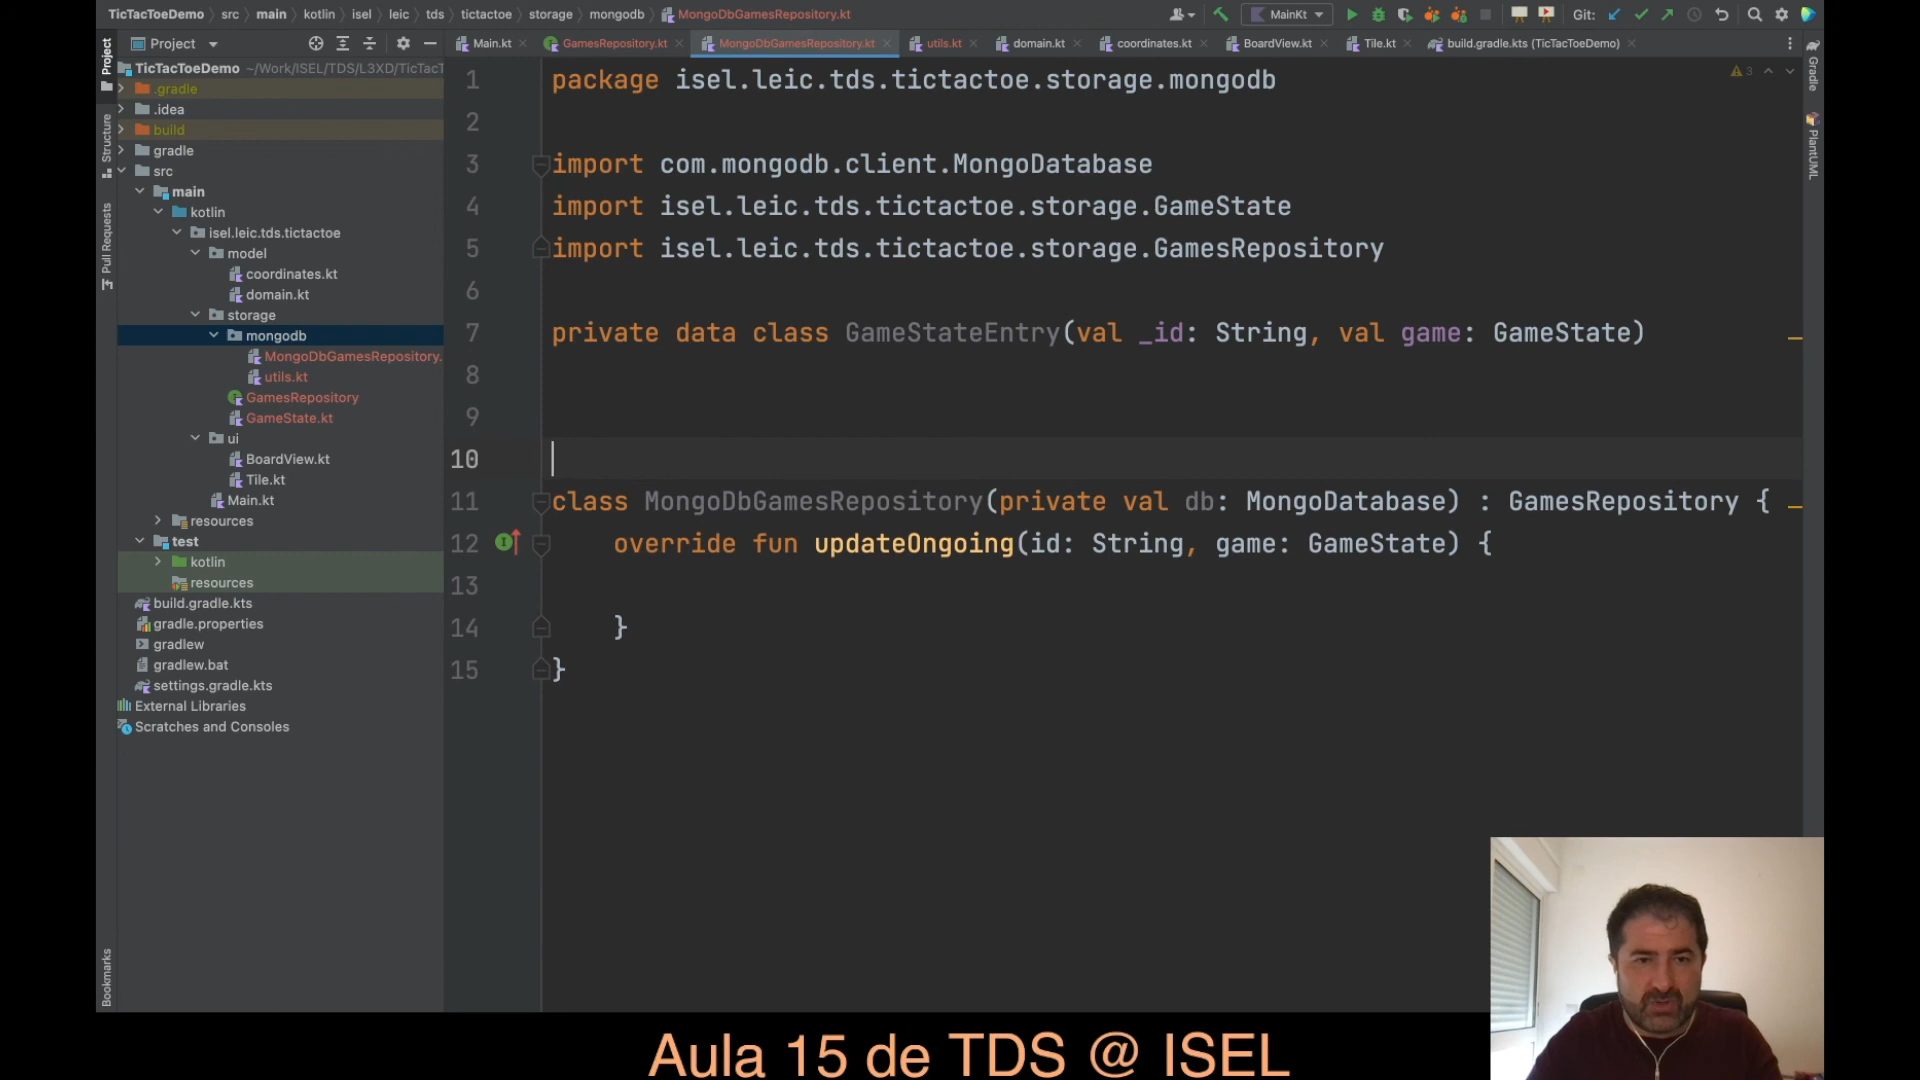 TicTacToeDemo src main kotlin isel leic tds tictactoe storage mongodb MongoDbGamesRepository.kt
MainKt
Git:
Project
Main.kt GamesRepository.kt MongoDbGamesRepository.kt utils.kt domain.kt coordinates.kt BoardView.kt Tile.kt build.gradle.kts (TicTacToeDemo)
Project
Structure
Pull Requests
Bookmarks
Gradle
PlantUML
3
TicTacToeDemo ~/Work/ISEL/TDS/L3XD/TicTacT
.gradle
.idea
build
gradle
src
main
kotlin
isel.leic.tds.tictactoe
model
coordinates.kt
domain.kt
storage
mongodb
MongoDbGamesRepository.
utils.kt
GamesRepository
GameState.kt
ui
BoardView.kt
Tile.kt
Main.kt
resources
test
kotlin
resources
build.gradle.kts
gradle.properties
gradlew
gradlew.bat
settings.gradle.kts
External Libraries
Scratches and Consoles
1 package isel.leic.tds.tictactoe.storage.mongodb
2
3 import com.mongodb.client.MongoDatabase
4 import isel.leic.tds.tictactoe.storage.GameState
5 import isel.leic.tds.tictactoe.storage.GamesRepository
6
7 private data class GameStateEntry(val _id: String, val game: GameState)
8
9
10
11 class MongoDbGamesRepository(private val db: MongoDatabase) : GamesRepository {
12 override fun updateOngoing(id: String, game: GameState) {
13
14 }
15 }
Aula 15 de TDS @ ISEL